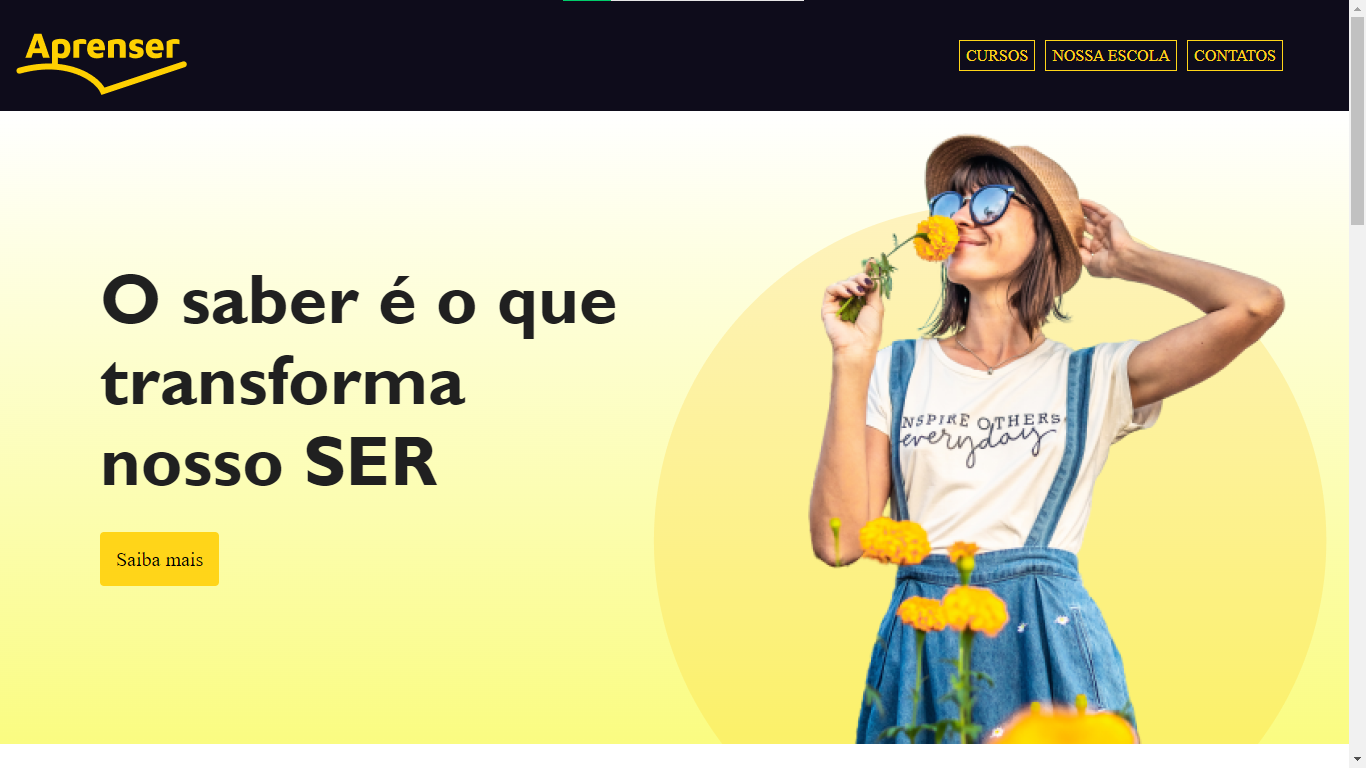 Aprenser
CURSOS
NOSSA ESCOLA
CONTATOS
O saber é o que
transforma
nosso SER
Saiba mais
NSPIRE OTHERS
everyday